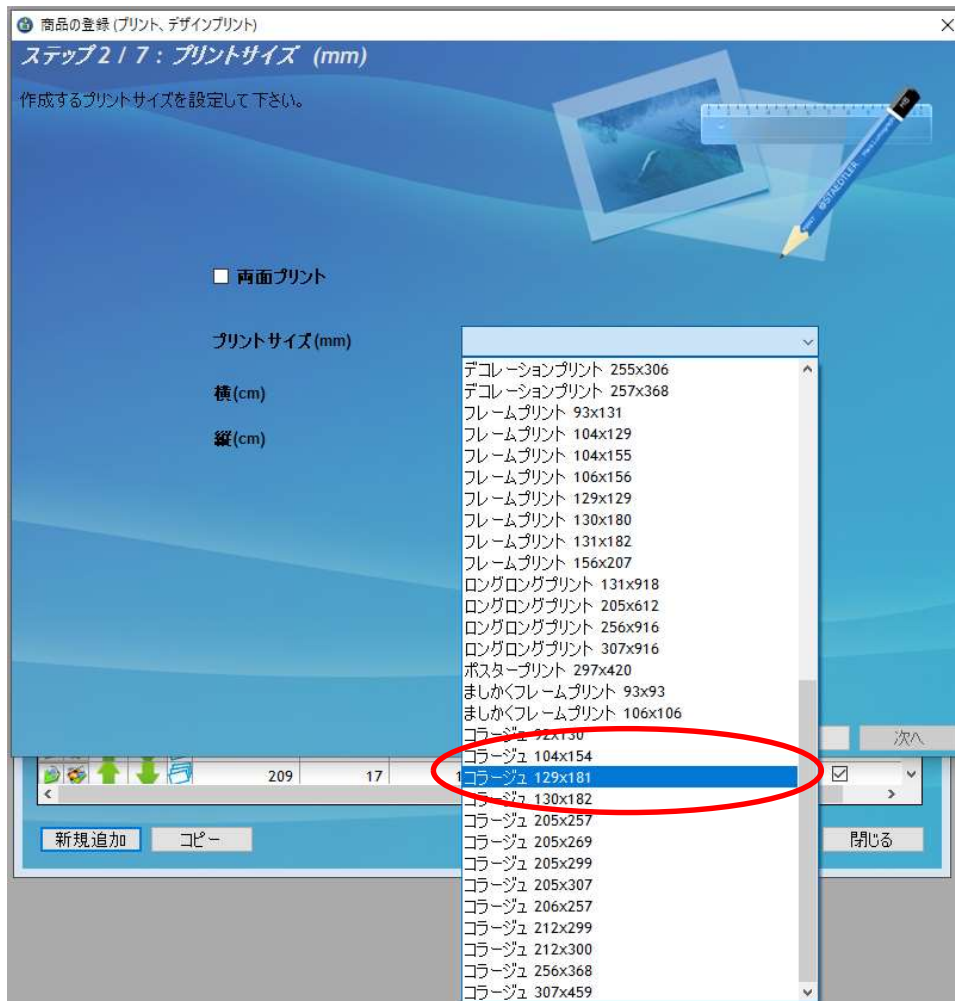 商品の登録 (プリント、デザインプリント)
ステップ 2 / 7 : プリントサイズ (mm)
作成するプリントサイズを設定して下さい。
STAEDTLER
HB
両面プリント
プリントサイズ(mm)
横(cm)
縦(cm)
デコレーションプリント 255x306
デコレーションプリント 257x368
フレームプリント 93x131
フレームプリント 104x129
フレームプリント 104x155
フレームプリント 106x156
フレームプリント 129x129
フレームプリント 130x180
フレームプリント 131x182
フレームプリント 156x207
ロングロングプリント 131x918
ロングロングプリント 205x612
ロングロングプリント 256x916
ロングロングプリント 307x916
ポスタープリント 297x420
ましかくフレームプリント 93x93
ましかくフレームプリント 106x106
コラージュ 92x130
次へ
コラージュ 104x154
209 17
コラージュ 129x181
コラージュ 130x182
コラージュ 205x257
新規追加 コピー 閉じる
コラージュ 205x269
コラージュ 205x299
コラージュ 205x307
コラージュ 206x257
コラージュ 212x299
コラージュ 212x300
コラージュ 256x368
コラージュ 307x459